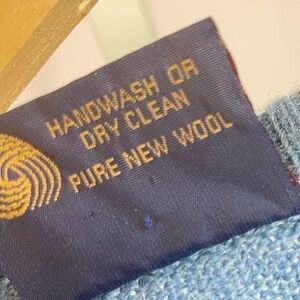 HANDWASH OR
DRY CLEAN
PURE NEW WOOL